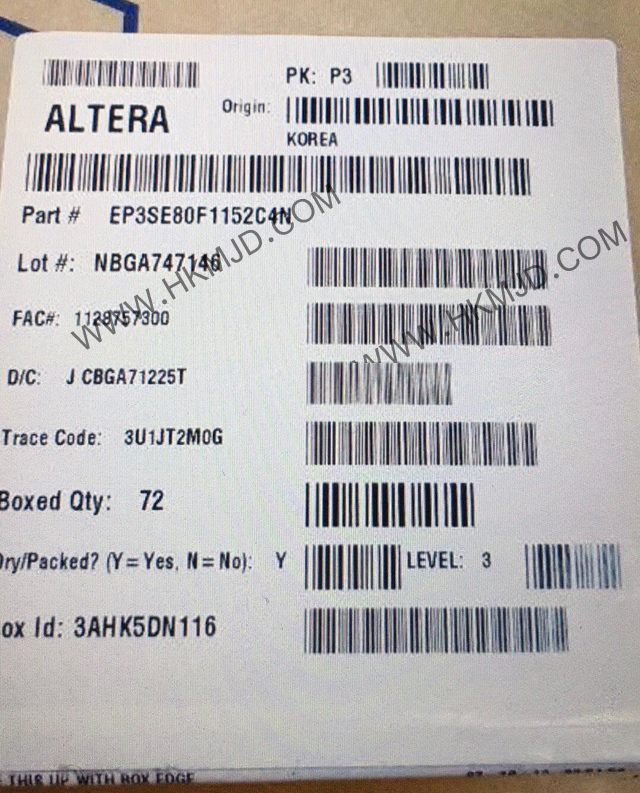 PK: P3
ALTERA
Origin:
KOREA
Part # EP3SE80F1152C4N
Lot #: NBGA747146
FAC#: 1128757300
D/C: J CBGA71225T
Trace Code: 3U1JT2M0G
Boxed Qty: 72
Dry/Packed? (Y=Yes, N=No): Y LEVEL: 3
ox Id: 3AHK5DN116
THIS UP WITH BOX EDGE
WWW.HKMJD.COM
WWW.HKMJD.COM